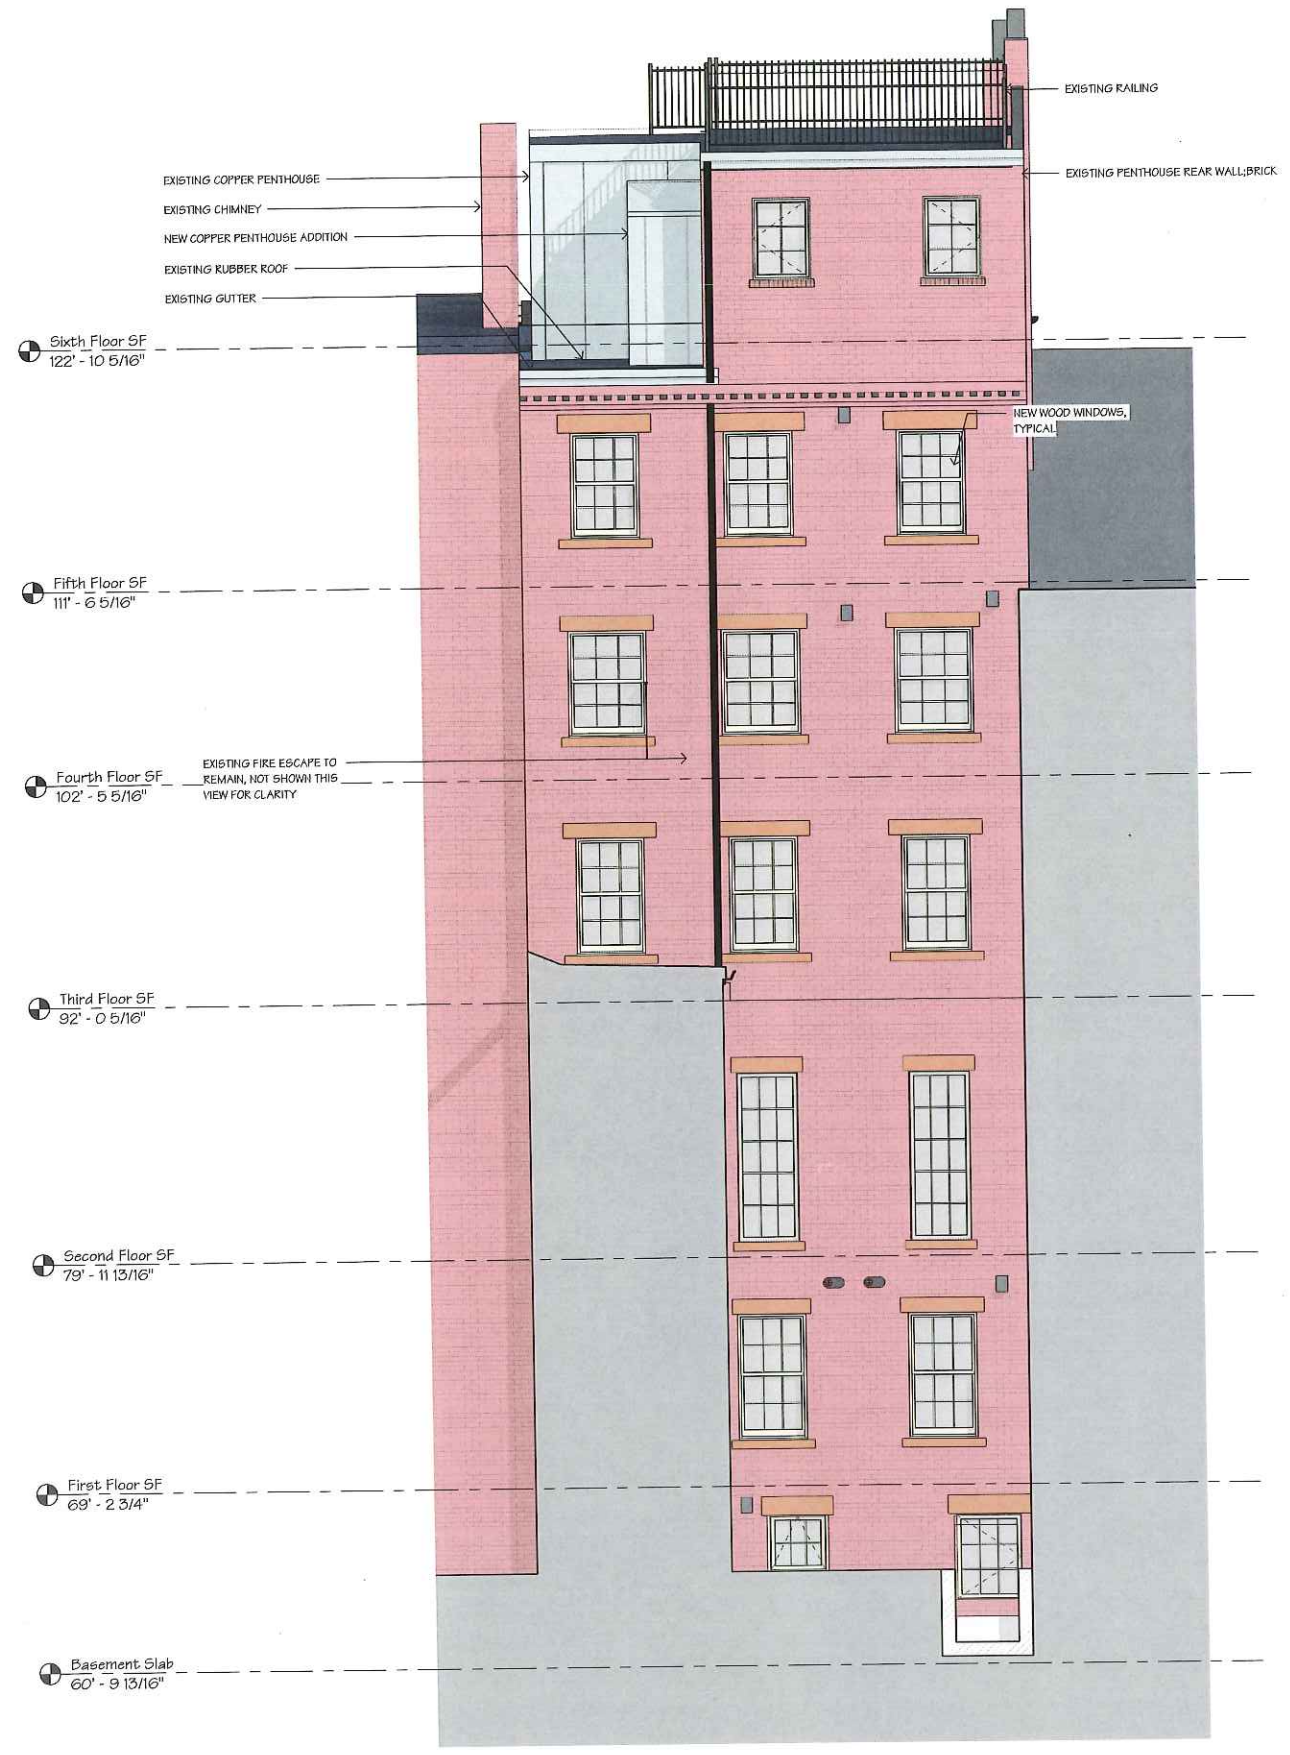 EXISTING RAILING
EXISTING COPPER PENTHOUSE
EXISTING PENTHOUSE REAR WALL;BRICK
EXISTING CHIMNEY
NEW COPPER PENTHOUSE ADDITION
EXISTING RUBBER ROOF
EXISTING GUTTER
Sixth Floor SF
122' - 10 5/16"
NEW WOOD WINDOWS,
TYPICAL
Fifth Floor SF
111' - 6 5/16"
EXISTING FIRE ESCAPE TO
REMAIN, NOT SHOWN THIS
VIEW FOR CLARITY
Fourth Floor SF
102' - 5 5/16"
Third Floor SF
92' - 0 5/16"
Second Floor SF
79' - 11 13/16"
First Floor SF
69' - 2 3/4"
Basement Slab
60' - 9 13/16"